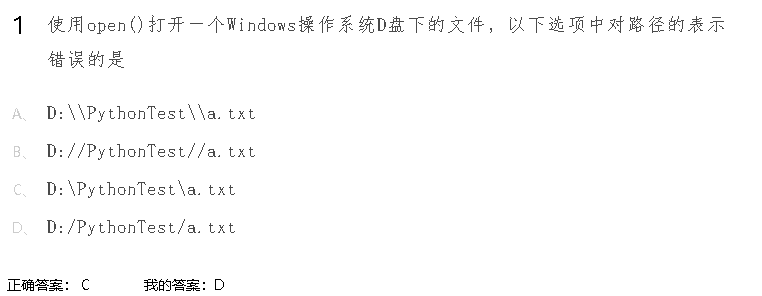 1 使用open()打开一个Windows操作系统D盘下的文件，以下选项中对路径的表示
错误的是
A、 D:\\PythonTest\\a.txt
B、 D://PythonTest//a.txt
C、 D:\PythonTest\a.txt
D、 D:/PythonTest/a.txt
正确答案： C 我的答案：D